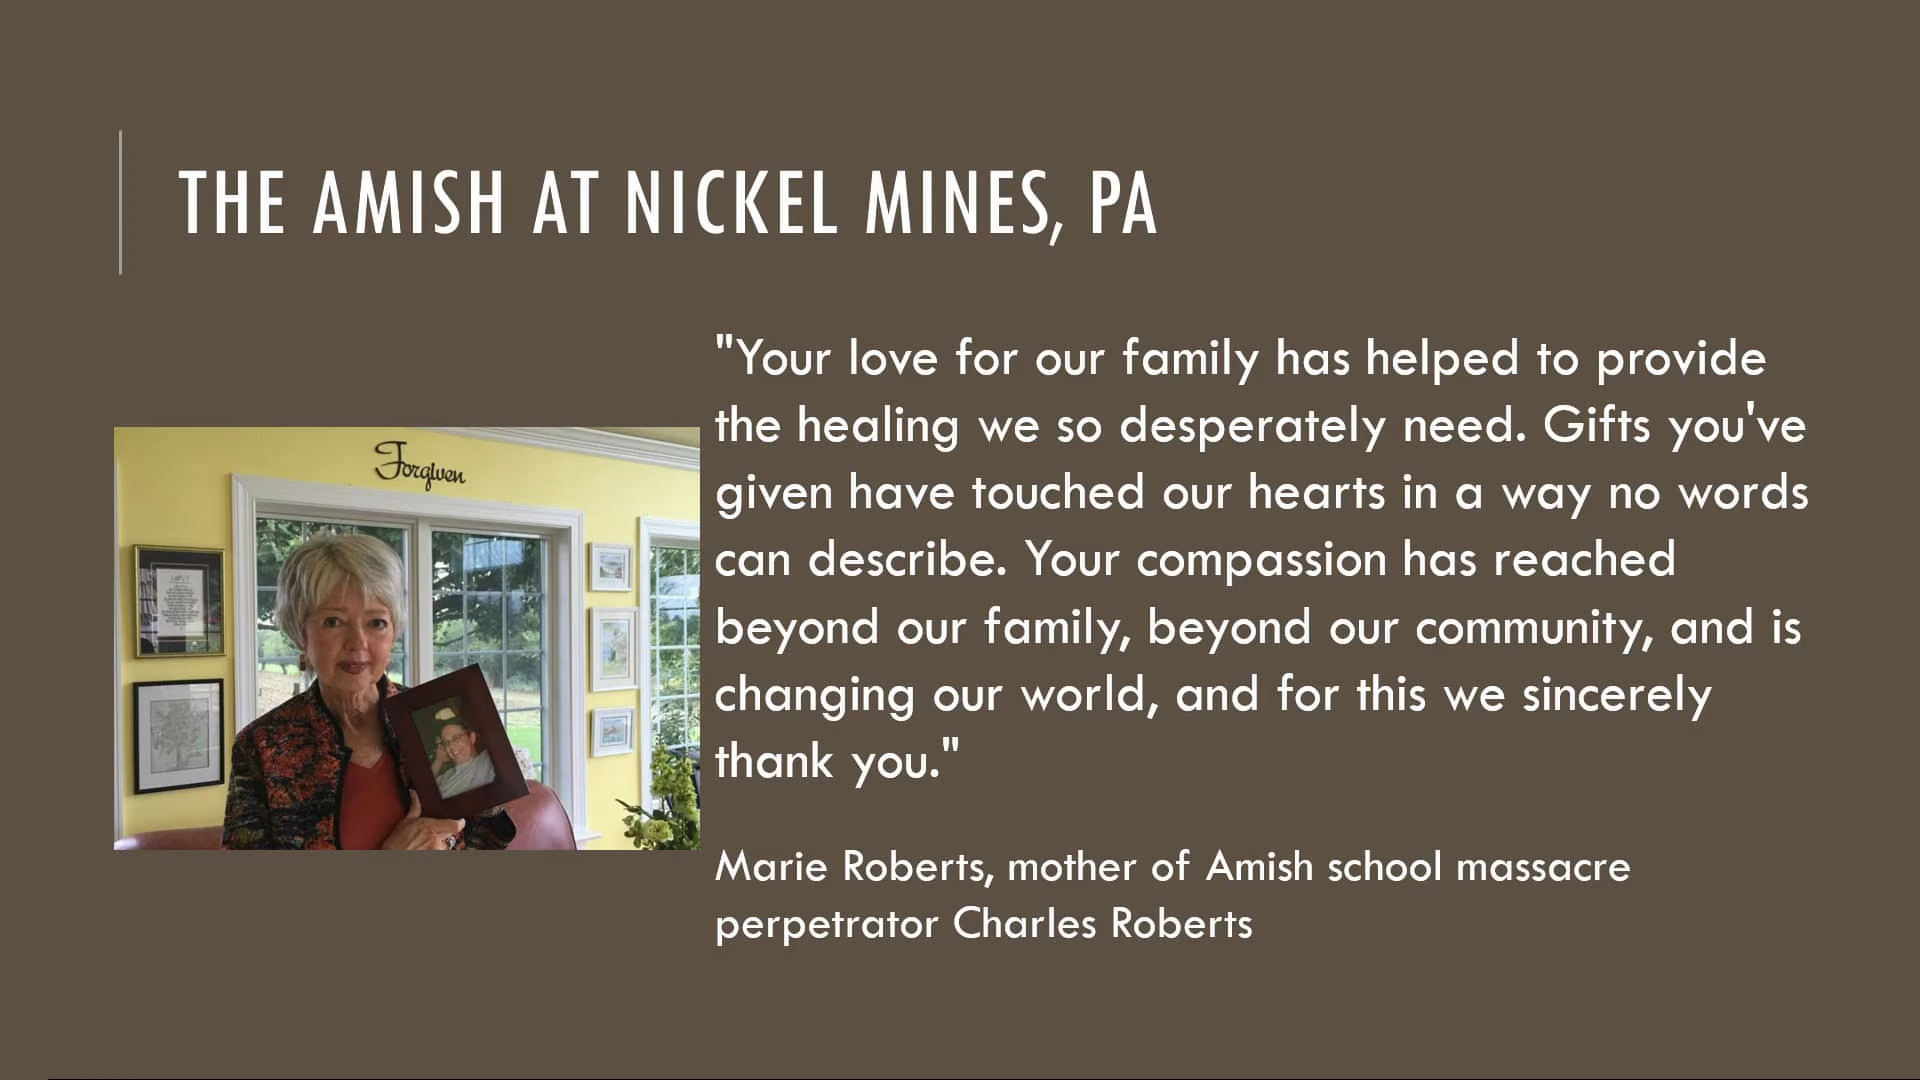 THE AMISH AT NICKEL MINES, PA
"Your love for our family has helped to provide
the healing we so desperately need. Gifts you've
given have touched our hearts in a way no words
can describe. Your compassion has reached
beyond our family, beyond our community, and is
changing our world, and for this we sincerely
thank you."
Marie Roberts, mother of Amish school massacre
perpetrator Charles Roberts
Forgiven